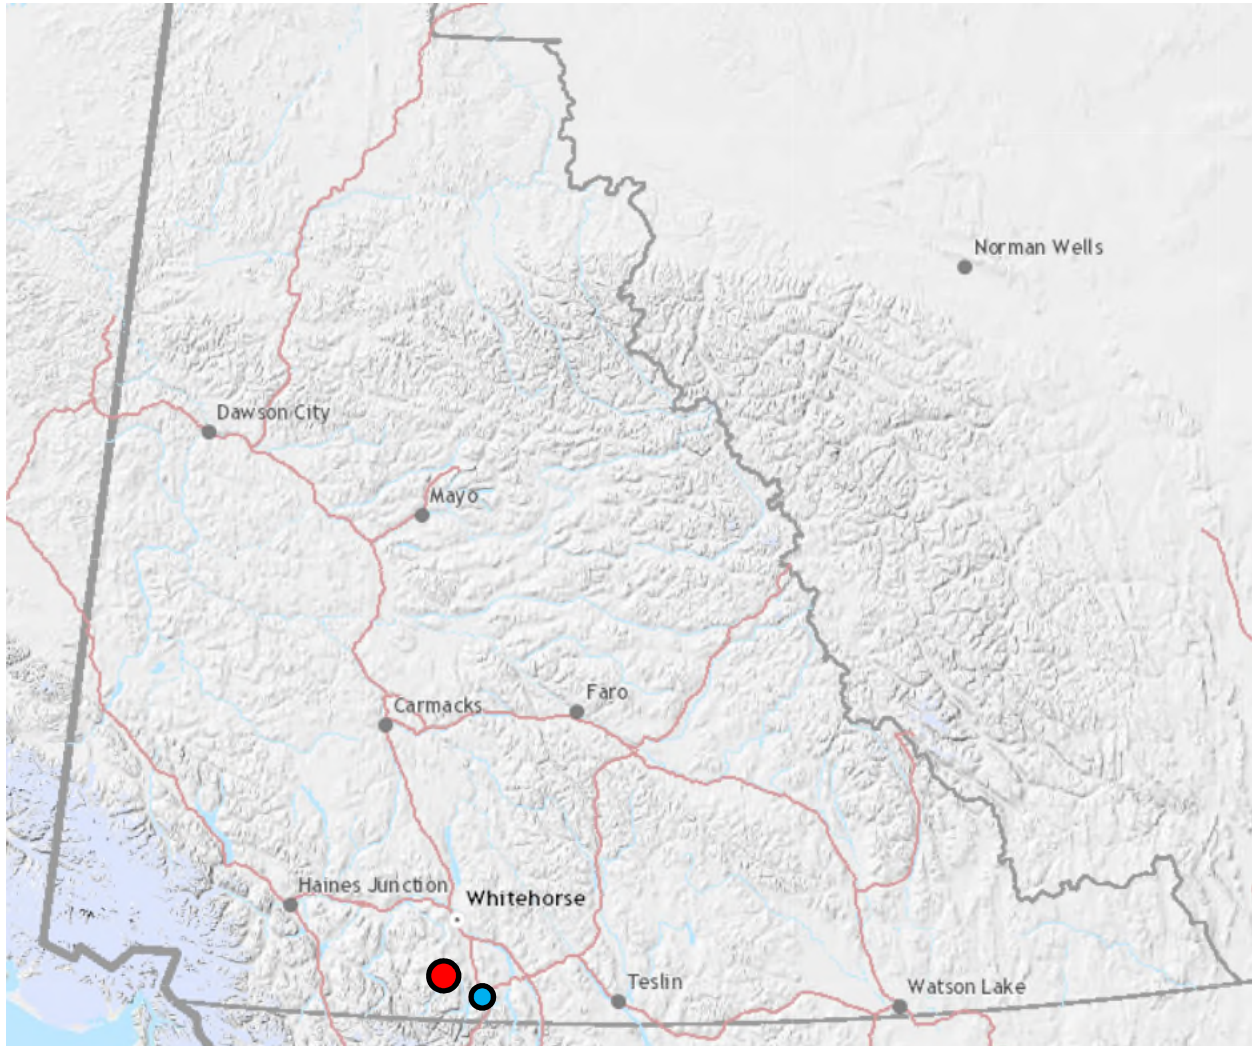 Norman Wells
Dawson City
Mayo
Faro
Carmacks
Haines Junction
Whitehorse
Teslin
Watson Lake